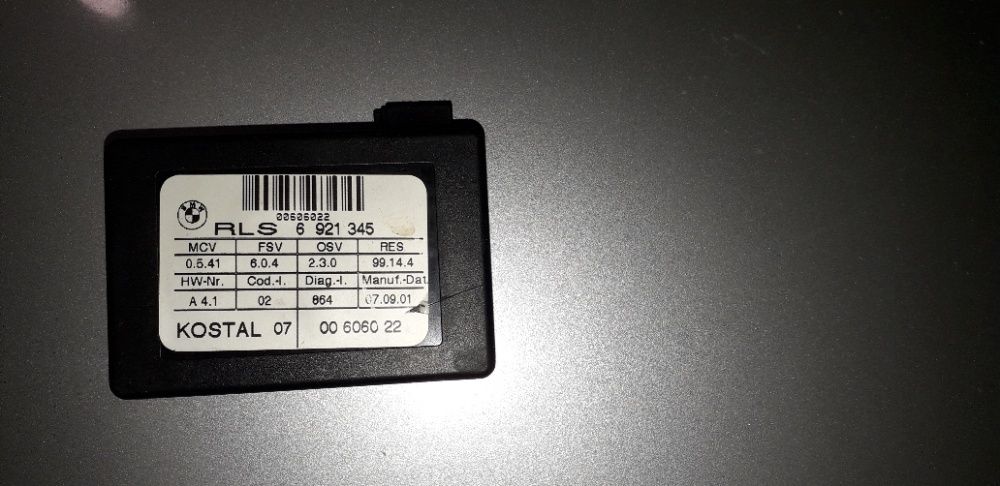 00606022
BMW
RLS 6 921 345
MCV FSV OSV RES
0.5.41 6.0.4 2.3.0 99.14.4
HW-Nr. Cod.-I. Diag.-I. Manuf.-Dat
A 4.1 02 864 07.09.01
KOSTAL 07 00 6060 22